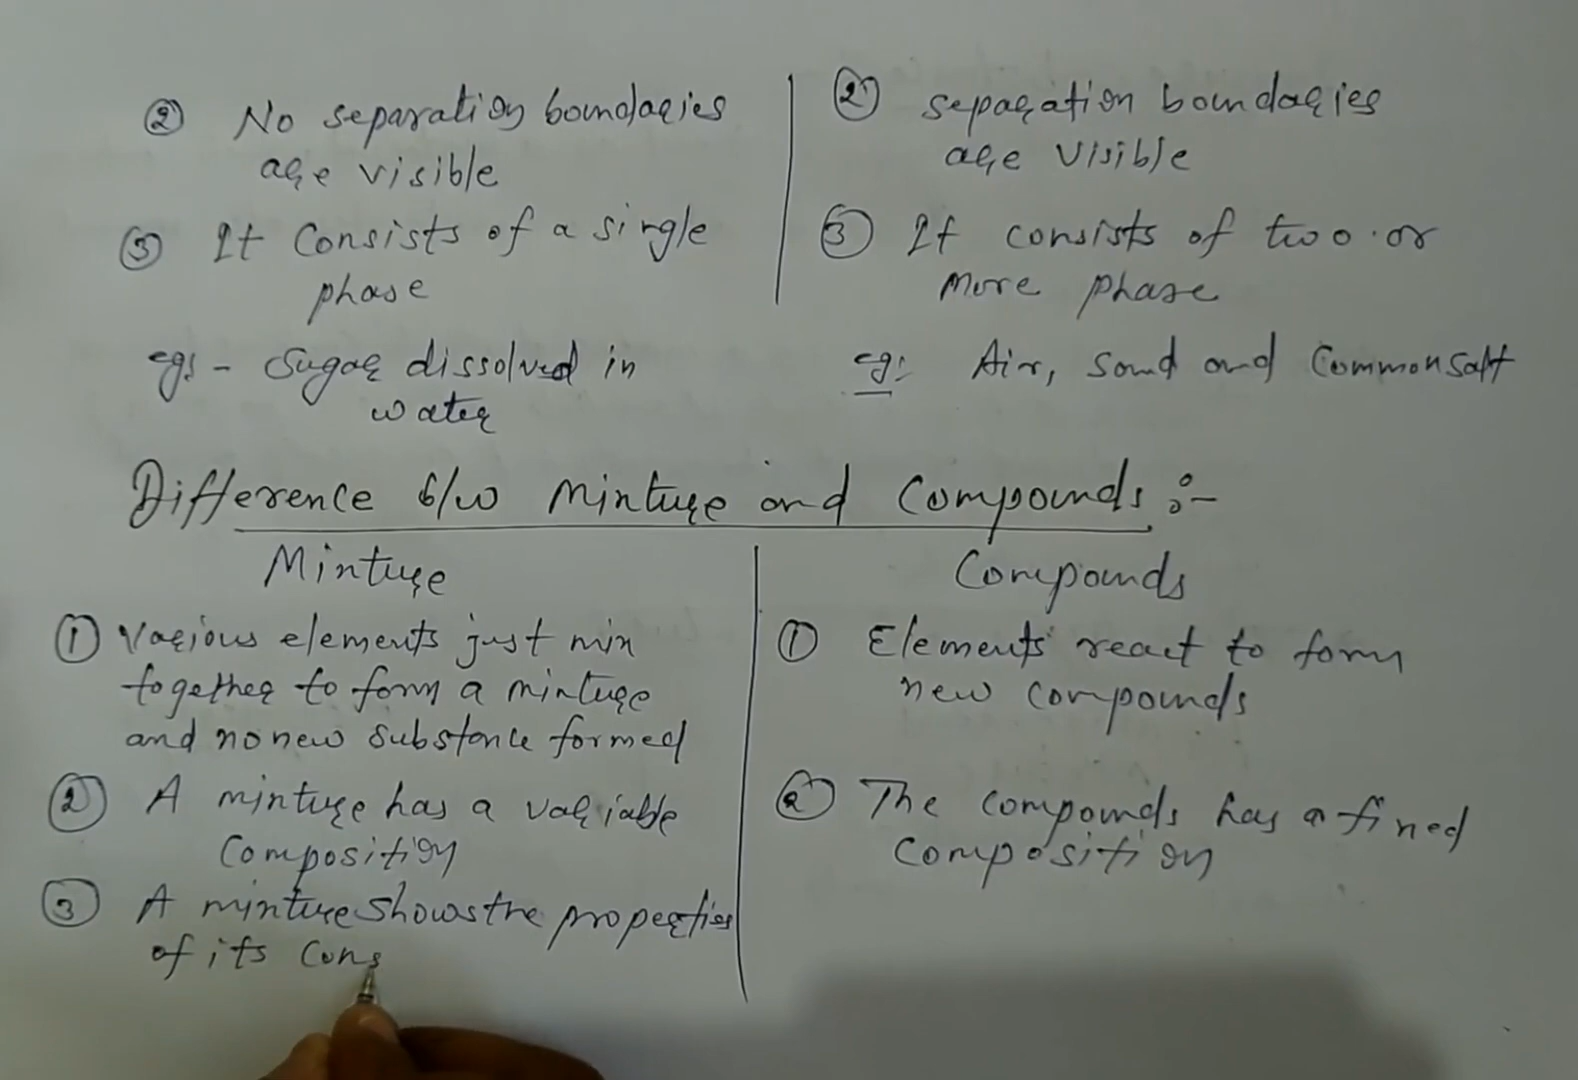 ② No separation boundaries
are visible
③ It consists of a single
phase
eg:- Sugar dissolved in
water
② separation boundaries
are visible
③ It consists of two or
more phase
eg: Air, sand and Common salt
Difference b/w Mixture and Compounds :-
Mixture
① Various elements just mix
together to form a mixture
and no new substance formed
② A mixture has a variable
composition
③ A mixture shows the properties
of its cons
Compounds
① Elements react to form
new compounds
② The compounds has a fixed
composition